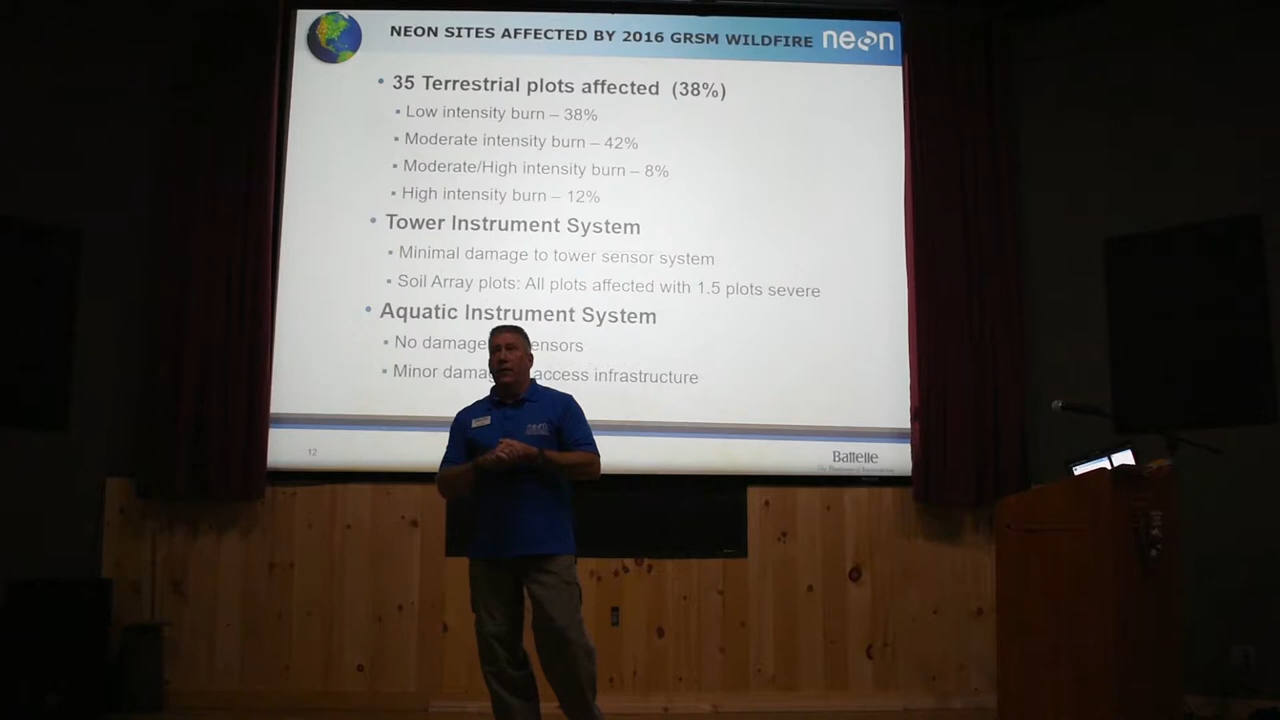 NEON SITES AFFECTED BY 2016 GRSM WILDFIRE neon
• 35 Terrestrial plots affected (38%)
▪ Low intensity burn – 38%
▪ Moderate intensity burn – 42%
▪ Moderate/High intensity burn – 8%
▪ High intensity burn – 12%
• Tower Instrument System
▪ Minimal damage to tower sensor system
▪ Soil Array plots: All plots affected with 1.5 plots severe
• Aquatic Instrument System
▪ No damage sensors
▪ Minor dama access infrastructure
neon
12
Battelle